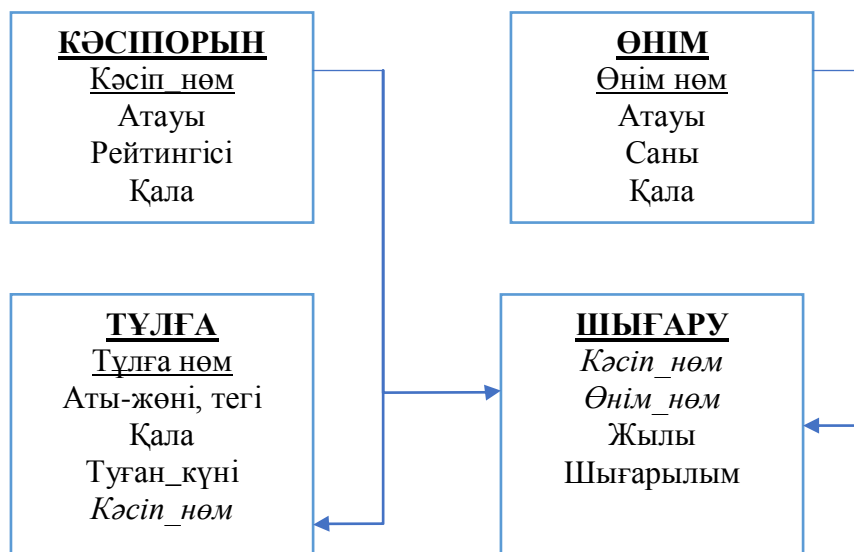 КӘСІПОРЫН
Кәсіп_нөм
Атауы
Рейтингісі
Қала
ӨНІМ
Өнім нөм
Атауы
Саны
Қала
ТҰЛҒА
Тұлға нөм
Аты-жөні, тегі
Қала
Туған_күні
Кәсіп_нөм
ШЫҒАРУ
Кәсіп_нөм
Өнім_нөм
Жылы
Шығарылым